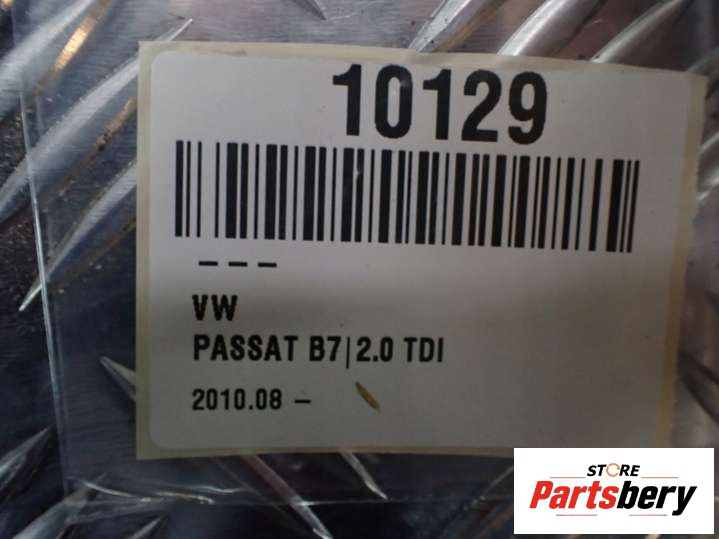 10129
– – –
VW
PASSAT B7|2.0 TDI
2010.08 –
STORE
Partsbery